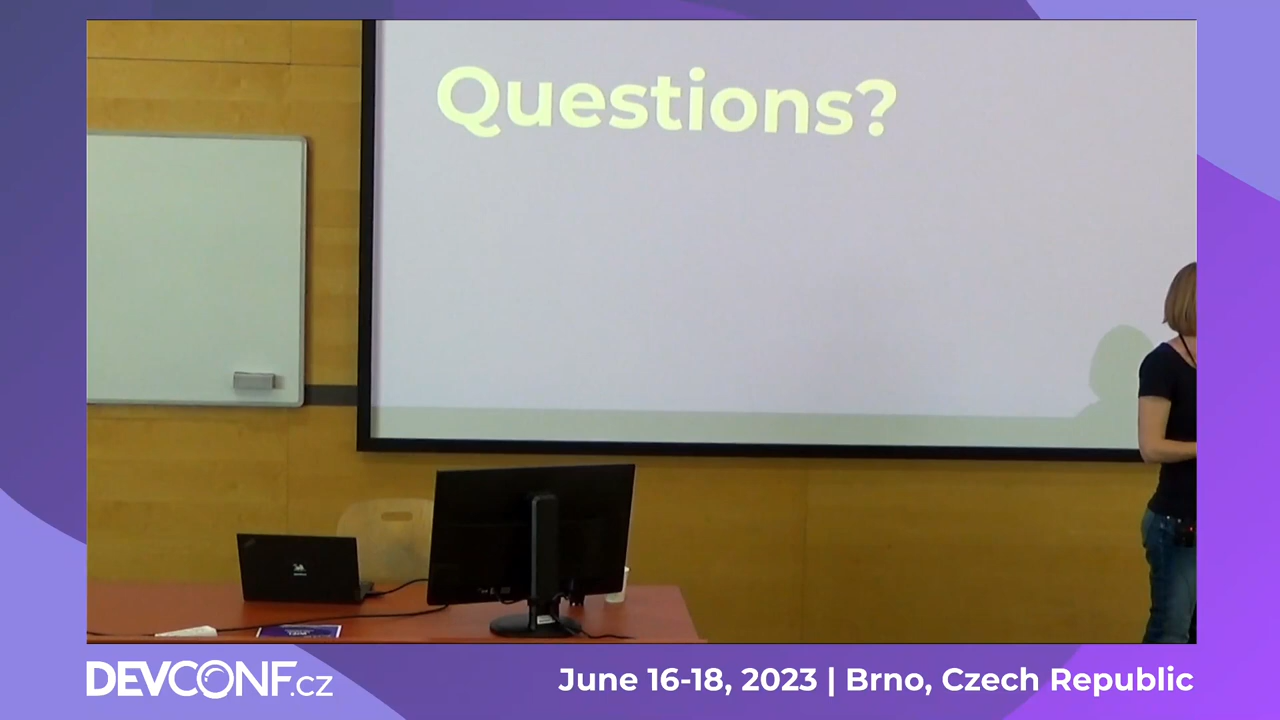 Questions?
DEVCONF.cz
June 16-18, 2023 | Brno, Czech Republic